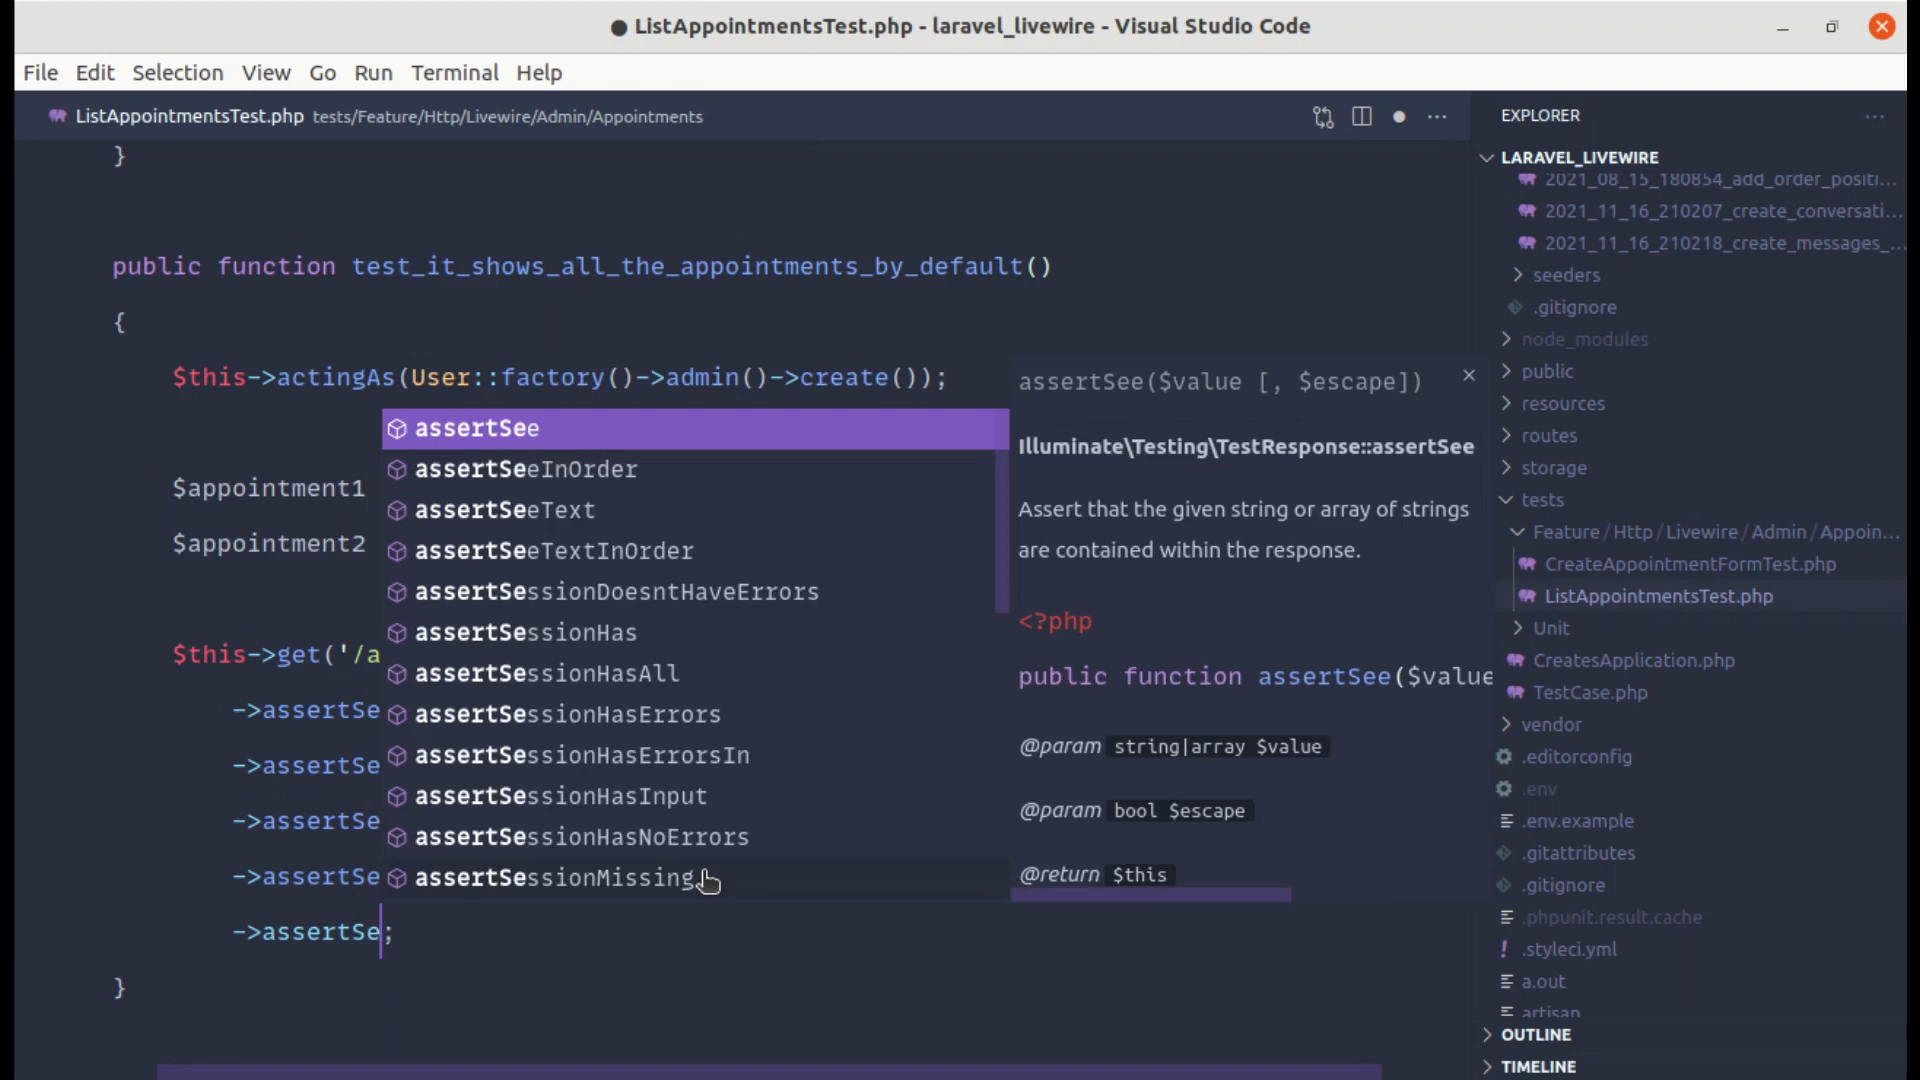 ● ListAppointmentsTest.php - laravel_livewire - Visual Studio Code
File Edit Selection View Go Run Terminal Help
ListAppointmentsTest.php tests/Feature/Http/Livewire/Admin/Appointments
}
public function test_it_shows_all_the_appointments_by_default()
{
$this->actingAs(User::factory()->admin()->create());
$appointment1
$appointment2
$this->get('/a
->assertSe
->assertSe
->assertSe
->assertSe
->assertSe;
}
assertSee
assertSeeInOrder
assertSeeText
assertSeeTextInOrder
assertSessionDoesntHaveErrors
assertSessionHas
assertSessionHasAll
assertSessionHasErrors
assertSessionHasErrorsIn
assertSessionHasInput
assertSessionHasNoErrors
assertSessionMissing
assertSee($value [, $escape])
Illuminate\Testing\TestResponse::assertSee
Assert that the given string or array of strings
are contained within the response.
<?php
public function assertSee($value
@param string|array $value
@param bool $escape
@return $this
EXPLORER
LARAVEL_LIVEWIRE
2021_08_15_180854_add_order_positi...
2021_11_16_210207_create_conversati...
2021_11_16_210218_create_messages_...
seeders
.gitignore
node_modules
public
resources
routes
storage
tests
Feature/Http/Livewire/Admin/Appoin...
CreateAppointmentFormTest.php
ListAppointmentsTest.php
Unit
CreatesApplication.php
TestCase.php
vendor
.editorconfig
.env
.env.example
.gitattributes
.gitignore
.phpunit.result.cache
.styleci.yml
a.out
artisan
OUTLINE
TIMELINE